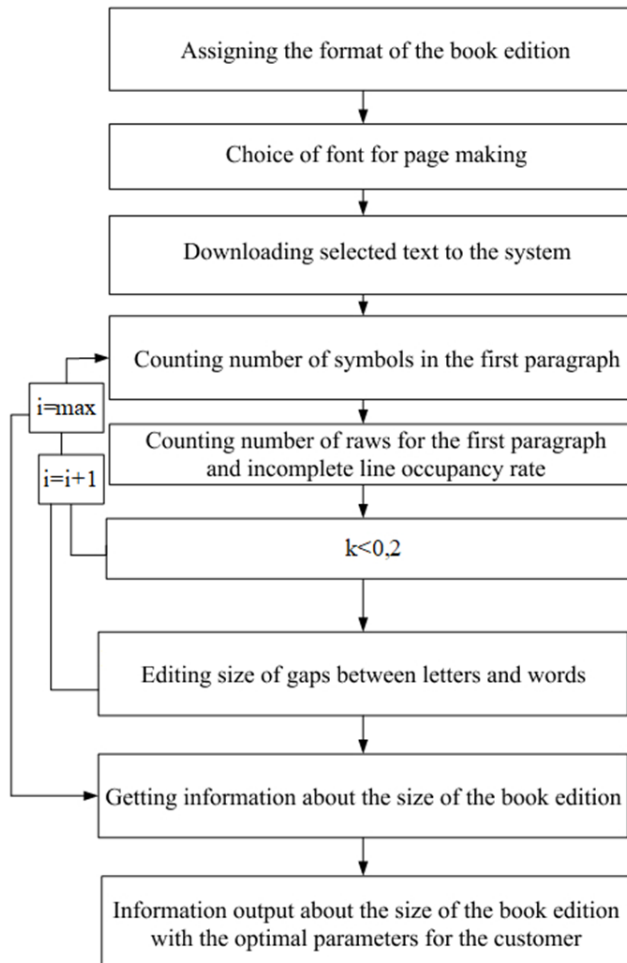 Assigning the format of the book edition
Choice of font for page making
Downloading selected text to the system
Counting number of symbols in the first paragraph
i=max
Counting number of raws for the first paragraph
and incomplete line occupancy rate
i=i+1
k<0,2
Editing size of gaps between letters and words
Getting information about the size of the book edition
Information output about the size of the book edition
with the optimal parameters for the customer